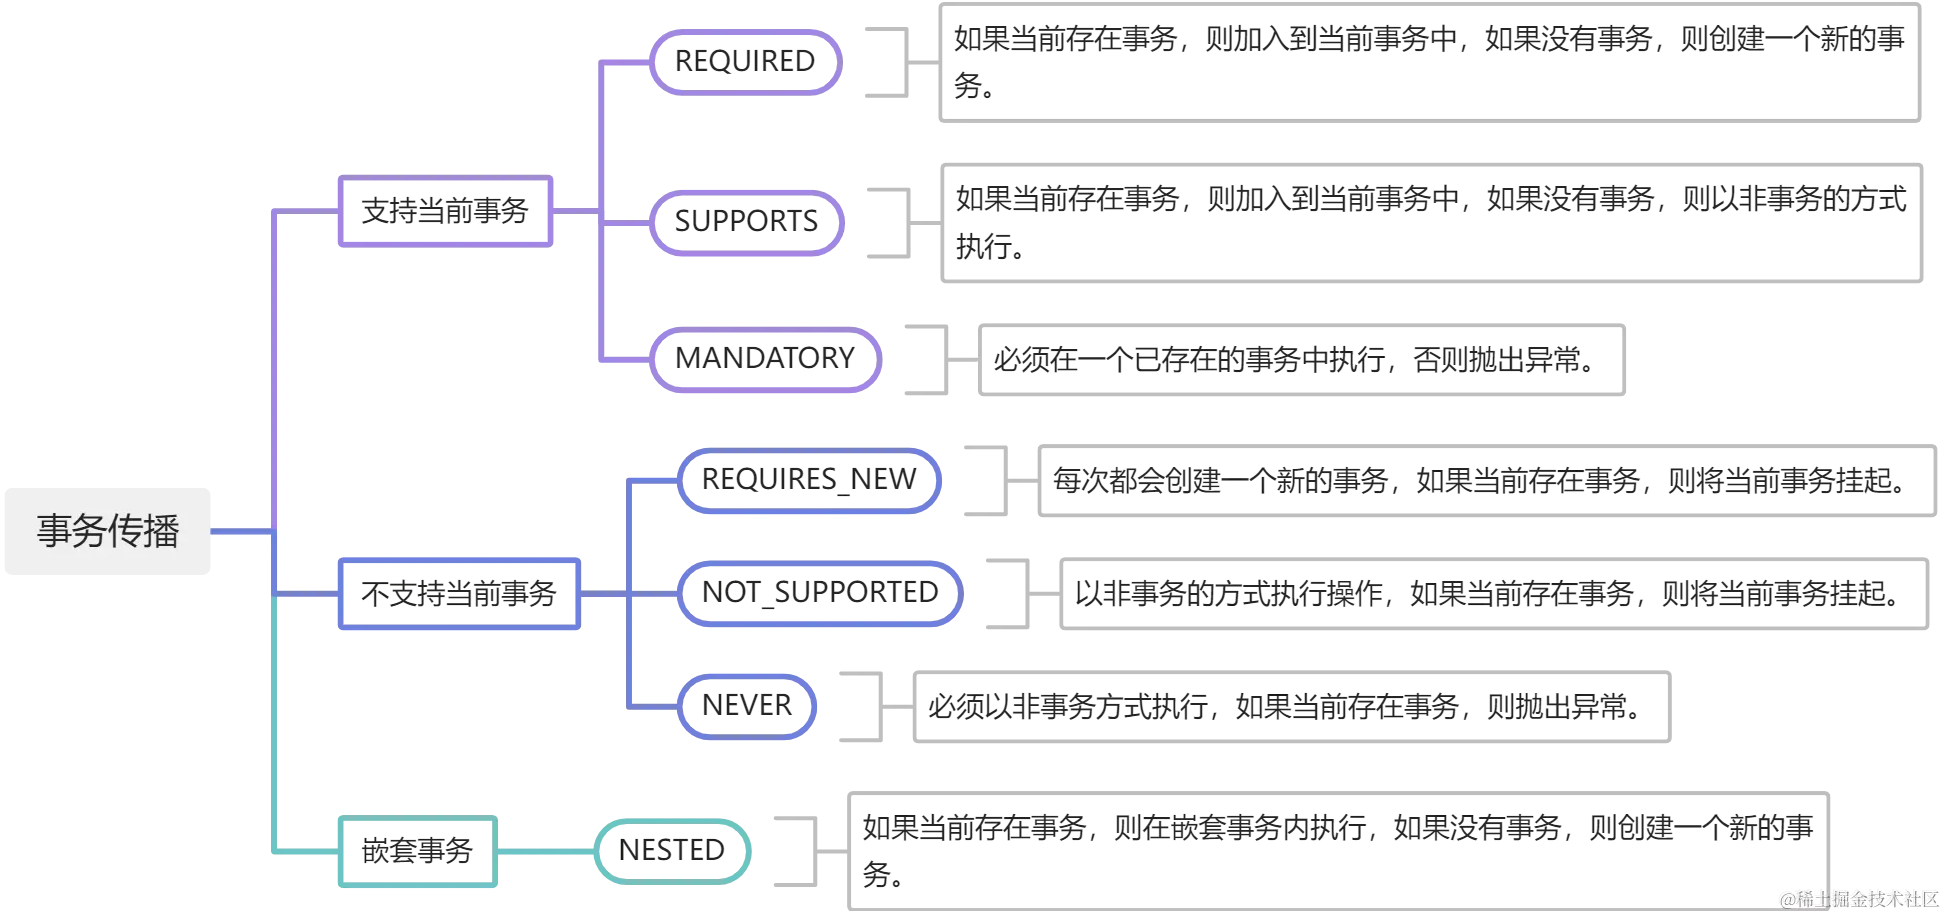 事务传播
支持当前事务
REQUIRED
如果当前存在事务，则加入到当前事务中，如果没有事务，则创建一个新的事
务。
SUPPORTS
如果当前存在事务，则加入到当前事务中，如果没有事务，则以非事务的方式
执行。
MANDATORY
必须在一个已存在的事务中执行，否则抛出异常。
不支持当前事务
REQUIRES_NEW
每次都会创建一个新的事务，如果当前存在事务，则将当前事务挂起。
NOT_SUPPORTED
以非事务的方式执行操作，如果当前存在事务，则将当前事务挂起。
NEVER
必须以非事务方式执行，如果当前存在事务，则抛出异常。
嵌套事务
NESTED
如果当前存在事务，则在嵌套事务内执行，如果没有事务，则创建一个新的事
务。
@稀土掘金技术社区